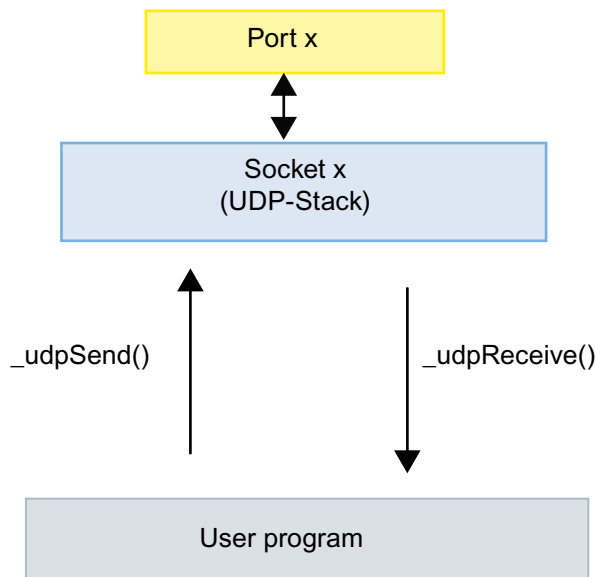 Port x
Socket x
(UDP-Stack)
_udpSend()
_udpReceive()
User program